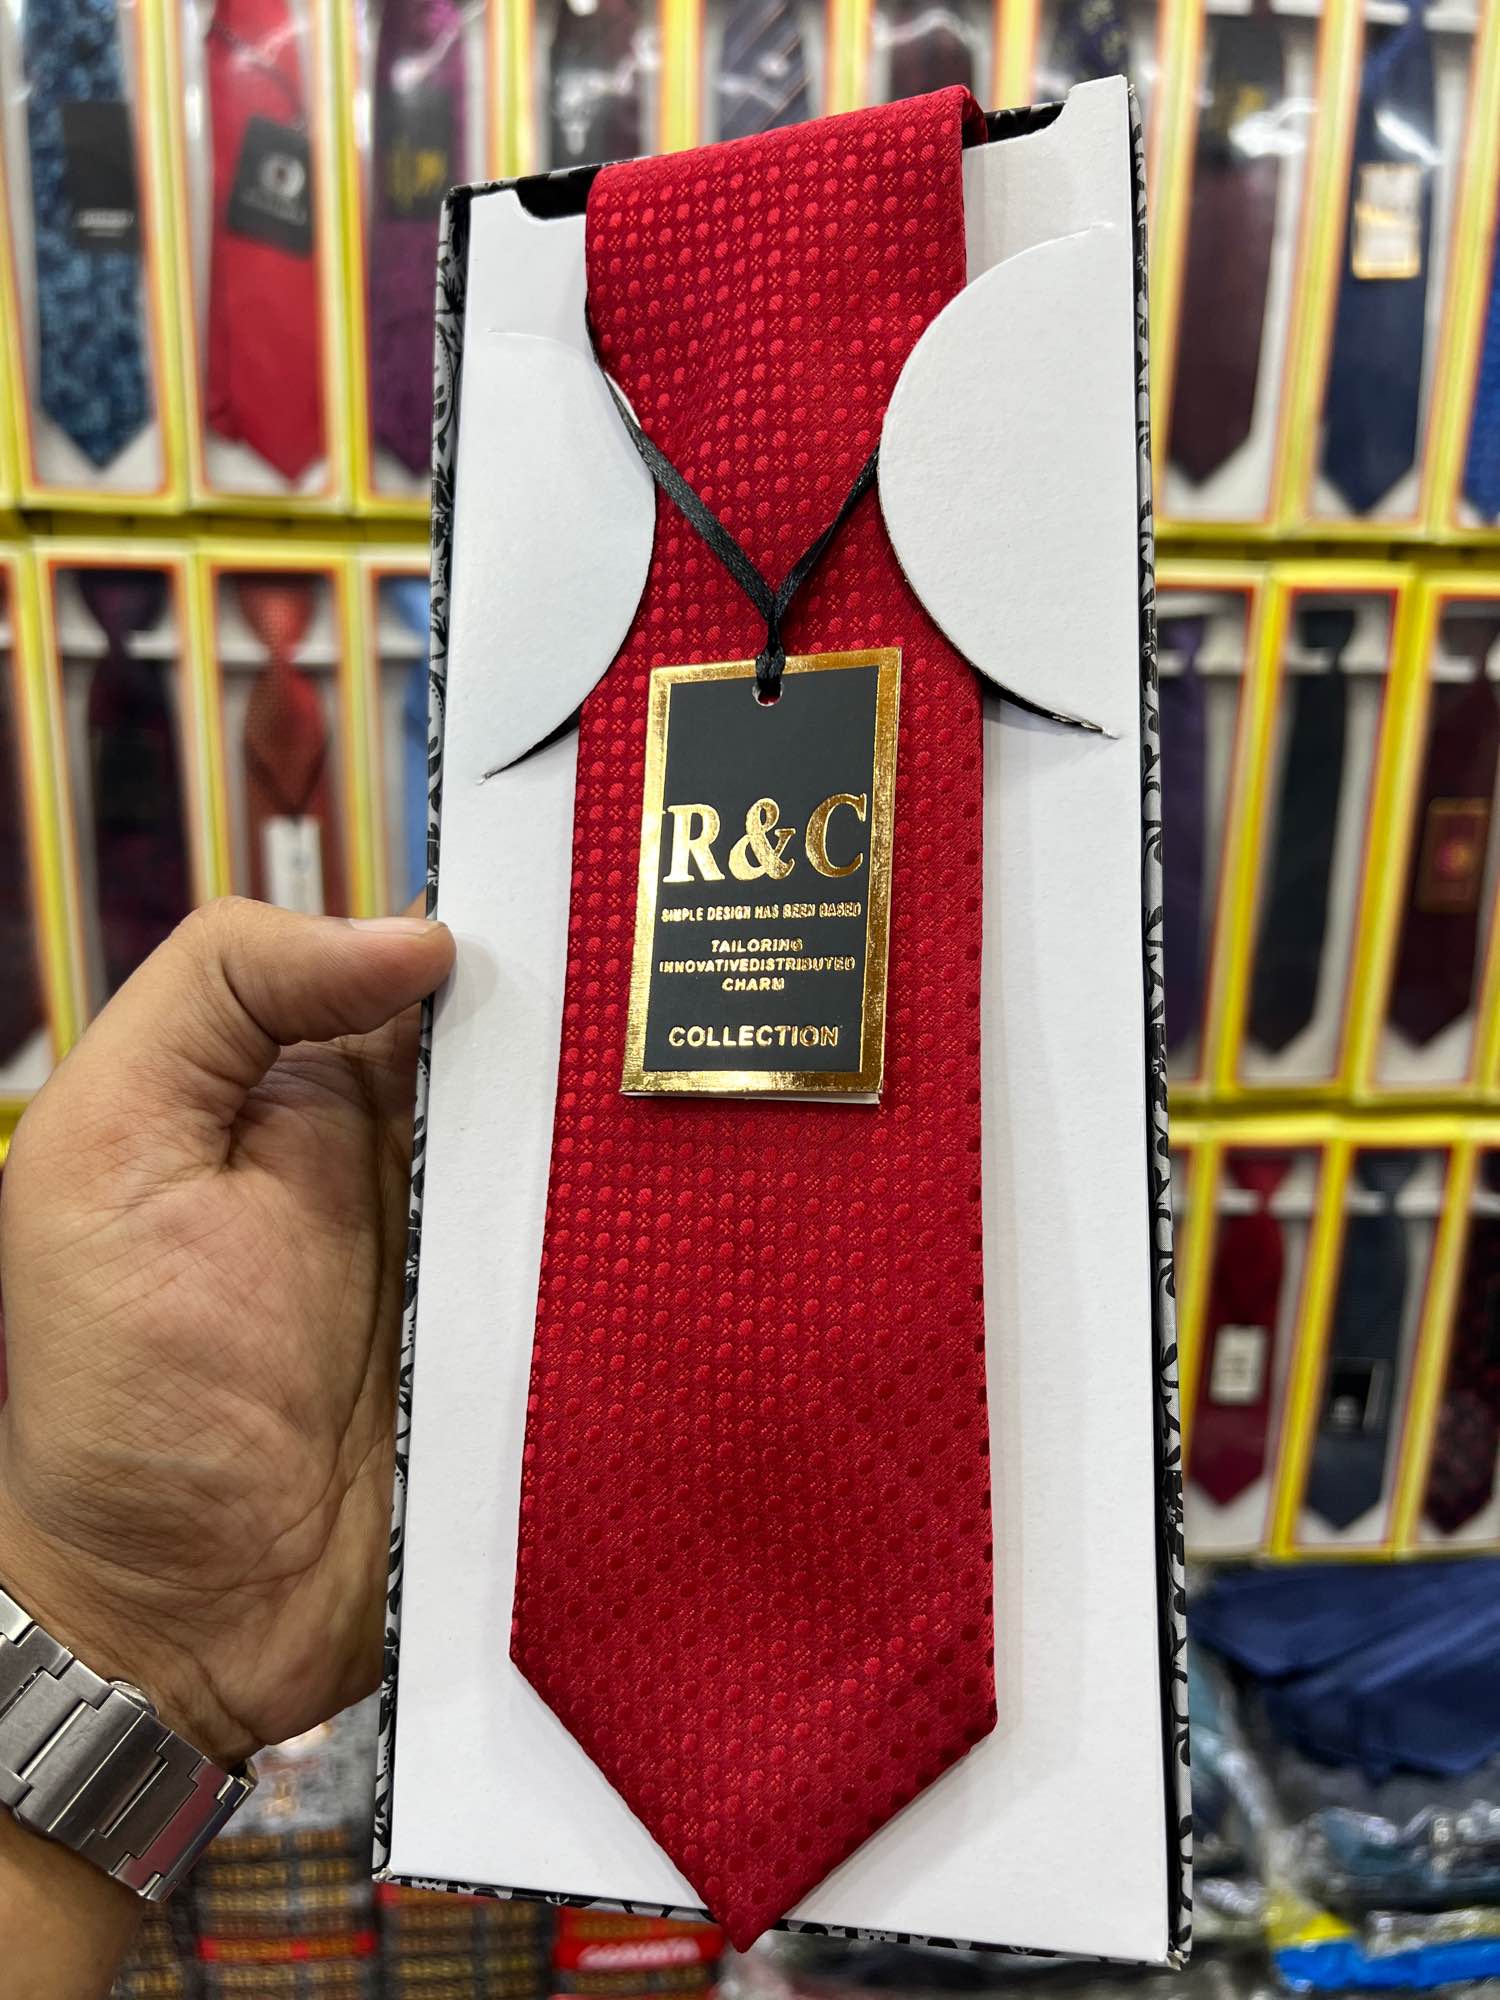 R&C
SIMPLE DESIGN HAS BEEN BASED
TAILORING
INNOVATIVEDISTRIBUTED
CHARM
COLLECTION